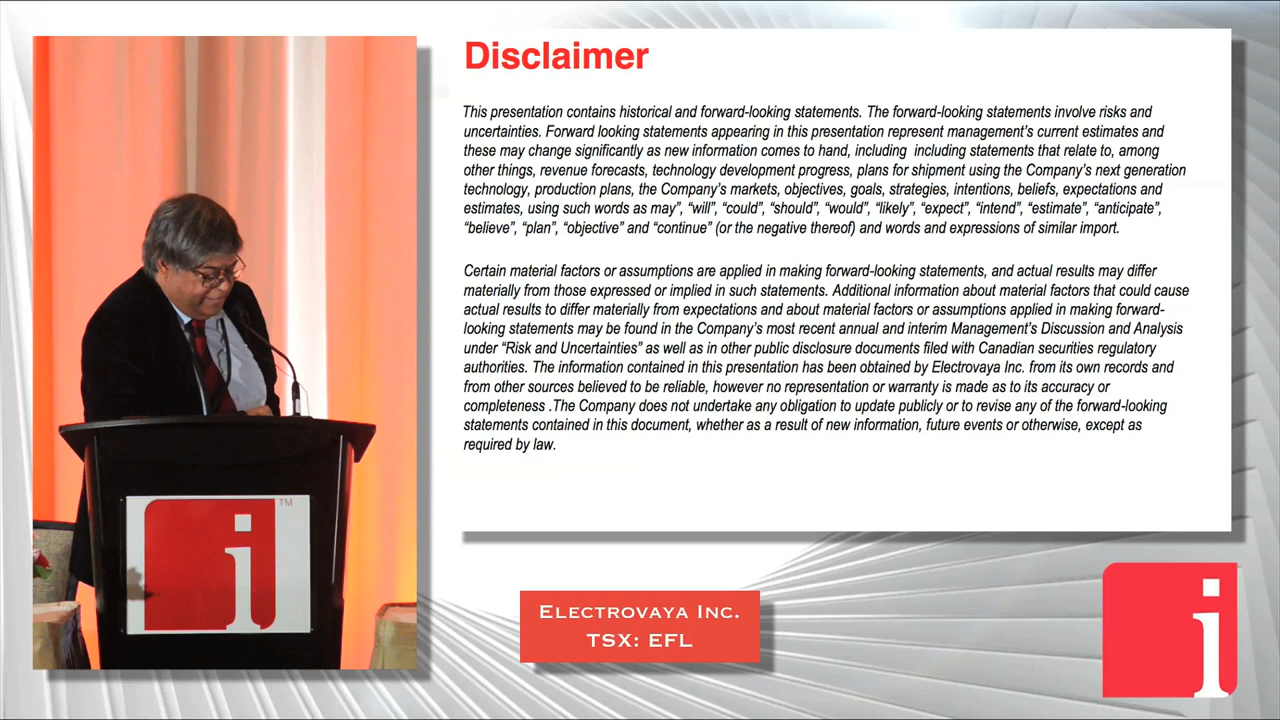 Disclaimer
This presentation contains historical and forward-looking statements. The forward-looking statements involve risks and
uncertainties. Forward looking statements appearing in this presentation represent management's current estimates and
these may change significantly as new information comes to hand, including  including statements that relate to, among
other things, revenue forecasts, technology development progress, plans for shipment using the Company's next generation
technology, production plans, the Company's markets, objectives, goals, strategies, intentions, beliefs, expectations and
estimates, using such words as may”, “will”, “could”, “should”, “would”, “likely”, “expect”, “intend”, “estimate”, “anticipate”,
“believe”, “plan”, “objective” and “continue” (or the negative thereof) and words and expressions of similar import.
Certain material factors or assumptions are applied in making forward-looking statements, and actual results may differ
materially from those expressed or implied in such statements. Additional information about material factors that could cause
actual results to differ materially from expectations and about material factors or assumptions applied in making forward-
looking statements may be found in the Company's most recent annual and interim Management's Discussion and Analysis
under “Risk and Uncertainties” as well as in other public disclosure documents filed with Canadian securities regulatory
authorities. The information contained in this presentation has been obtained by Electrovaya Inc. from its own records and
from other sources believed to be reliable, however no representation or warranty is made as to its accuracy or
completeness .The Company does not undertake any obligation to update publicly or to revise any of the forward-looking
statements contained in this document, whether as a result of new information, future events or otherwise, except as
required by law.
i TM
Electrovaya Inc.
TSX: EFL
i